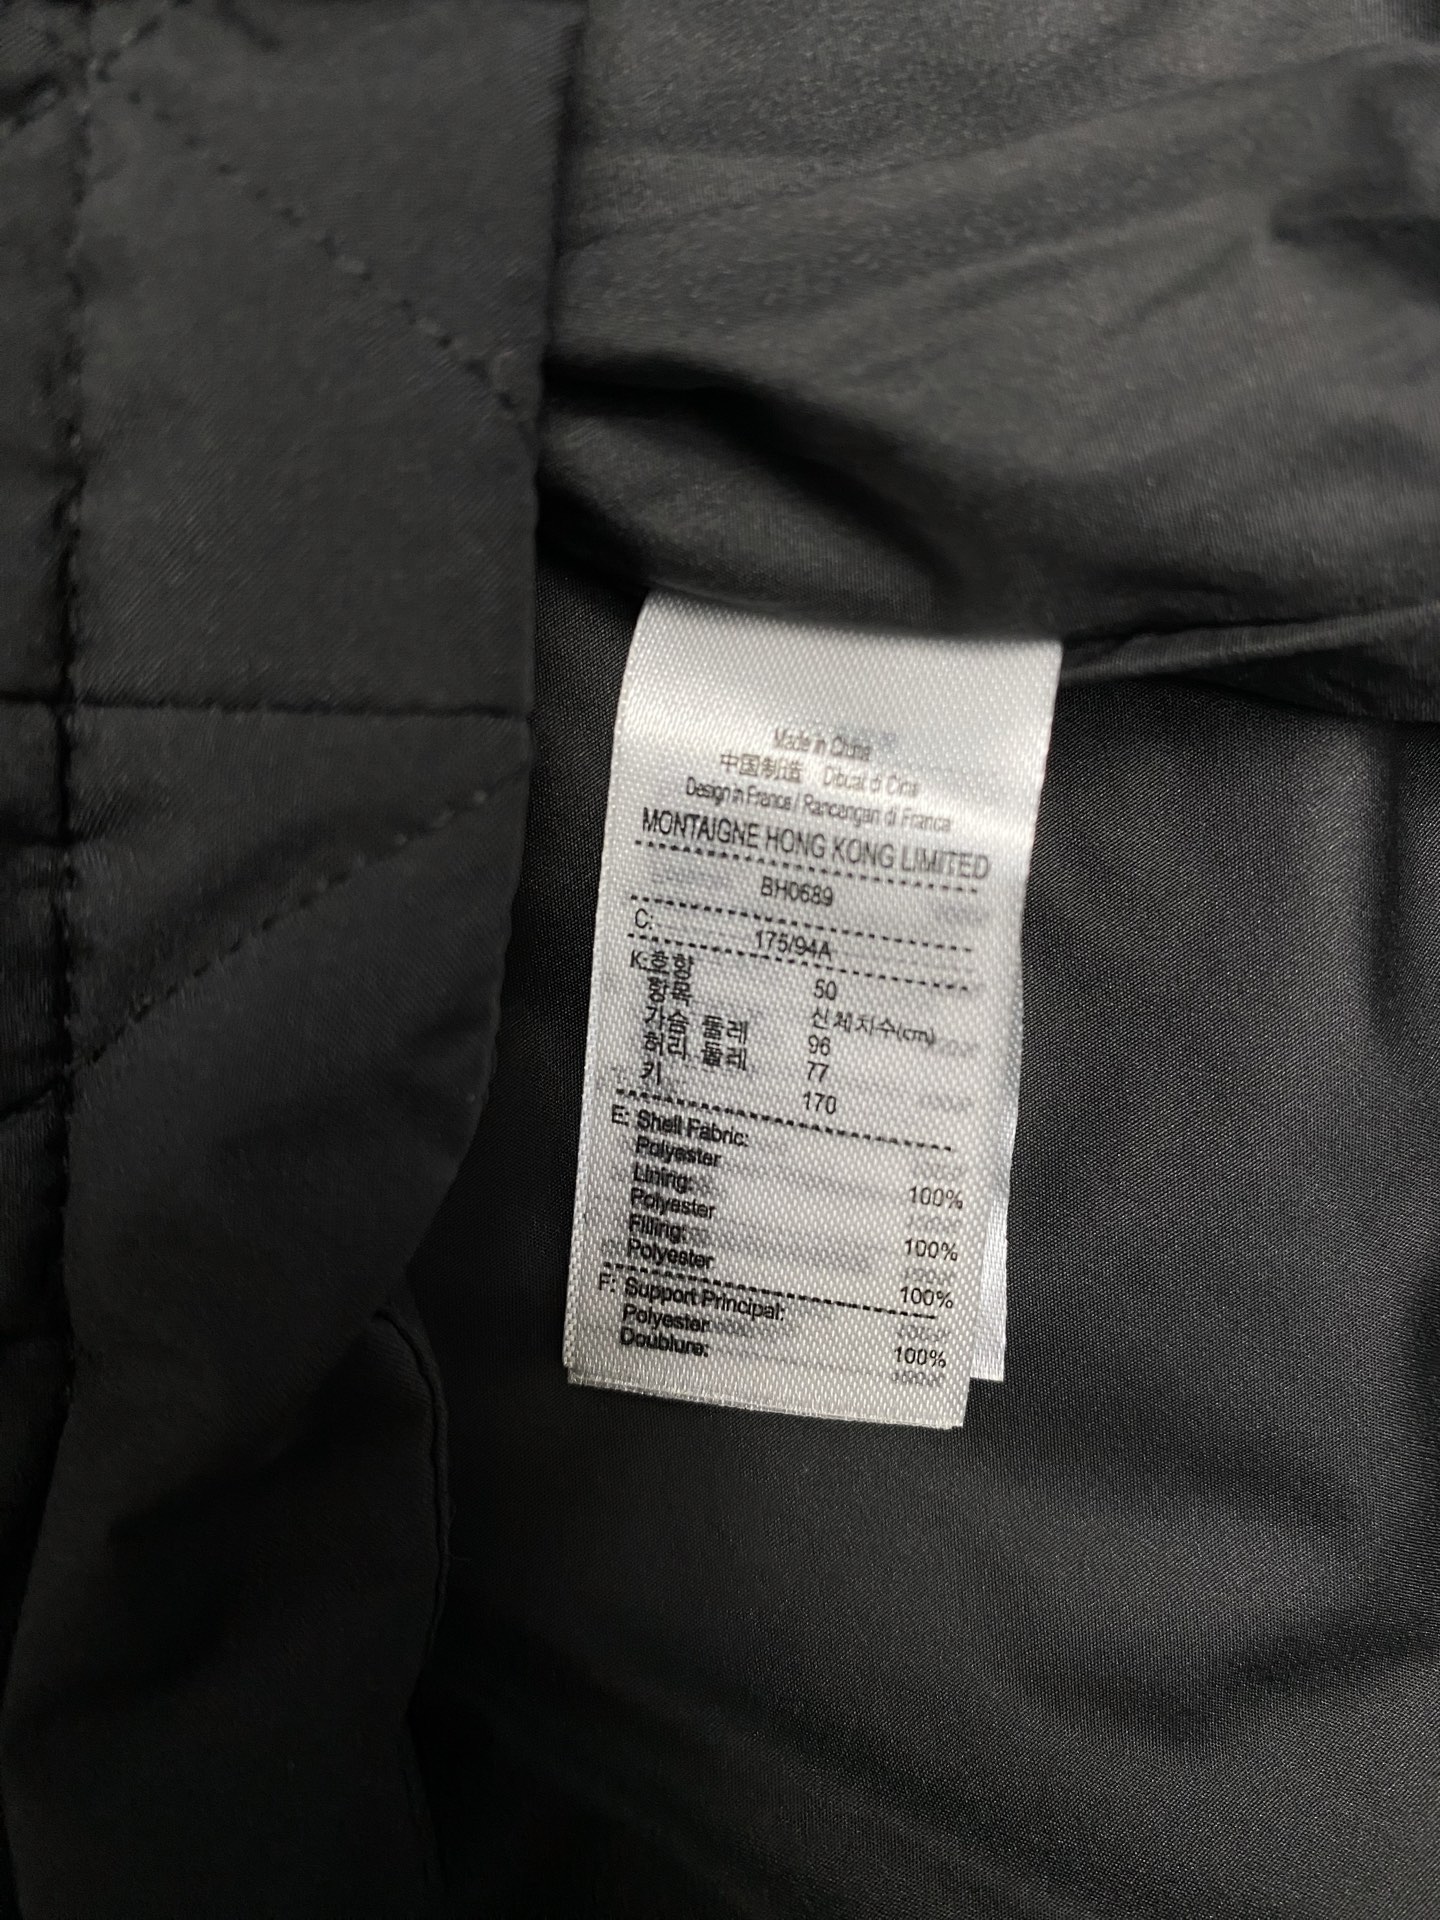 Made in China
中国制造 Dibuat di Cina
Design in France / Rancangan di Franca
MONTAIGNE HONG KONG LIMITED
BH0689
C: 175/94A
K:호항 50
항목 신체치수(cm)
가슴 둘레 96
허리 둘레 77
키 170
E: Shell Fabric:
Polyester 100%
Lining:
Polyester 100%
Filling:
Polyester 100%
F: Support Principal:
Polyester 100%
Doublure: